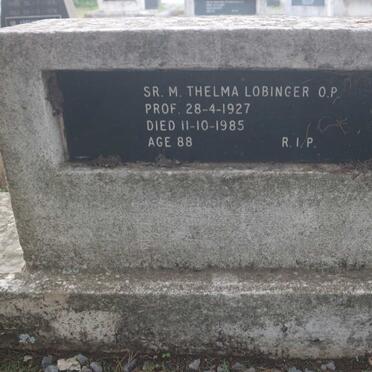 SR. M. THELMA LOBINGER O.P.
PROF. 28-4-1927
DIED 11-10-1985
AGE 88 R.I.P.